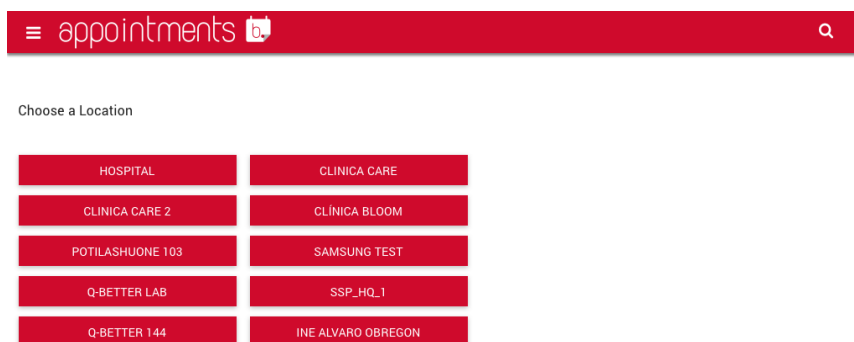 appointments b.
Choose a Location
HOSPITAL CLINICA CARE
CLINICA CARE 2 CLÍNICA BLOOM
POTILASHUONE 103 SAMSUNG TEST
Q-BETTER LAB SSP_HQ_1
Q-BETTER 144 INE ALVARO OBREGON